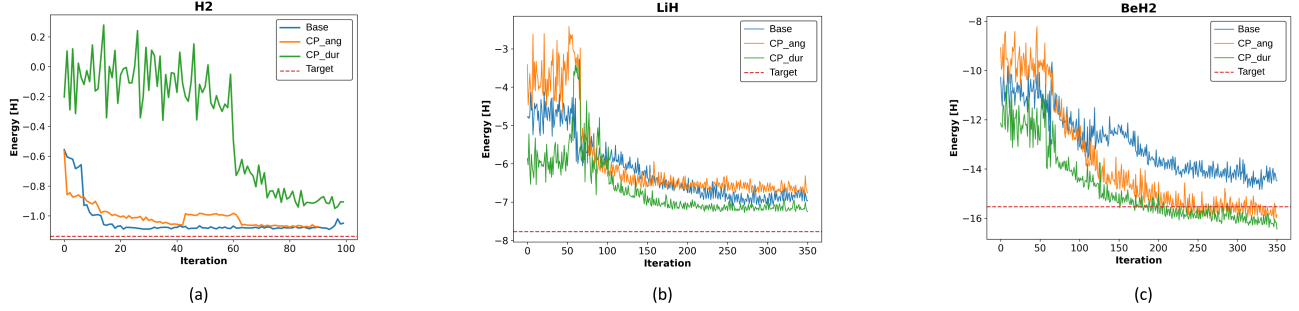 H2
Energy [H]
0.2
0.0
−0.2
−0.4
−0.6
−0.8
−1.0
0
20
40
60
80
100
Iteration
Base
CP_ang
CP_dur
Target
(a)
LiH
Energy [H]
−3
−4
−5
−6
−7
−8
0
50
100
150
200
250
300
350
Iteration
Base
CP_ang
CP_dur
Target
(b)
BeH2
Energy [H]
−8
−10
−12
−14
−16
0
50
100
150
200
250
300
350
Iteration
Base
CP_ang
CP_dur
Target
(c)